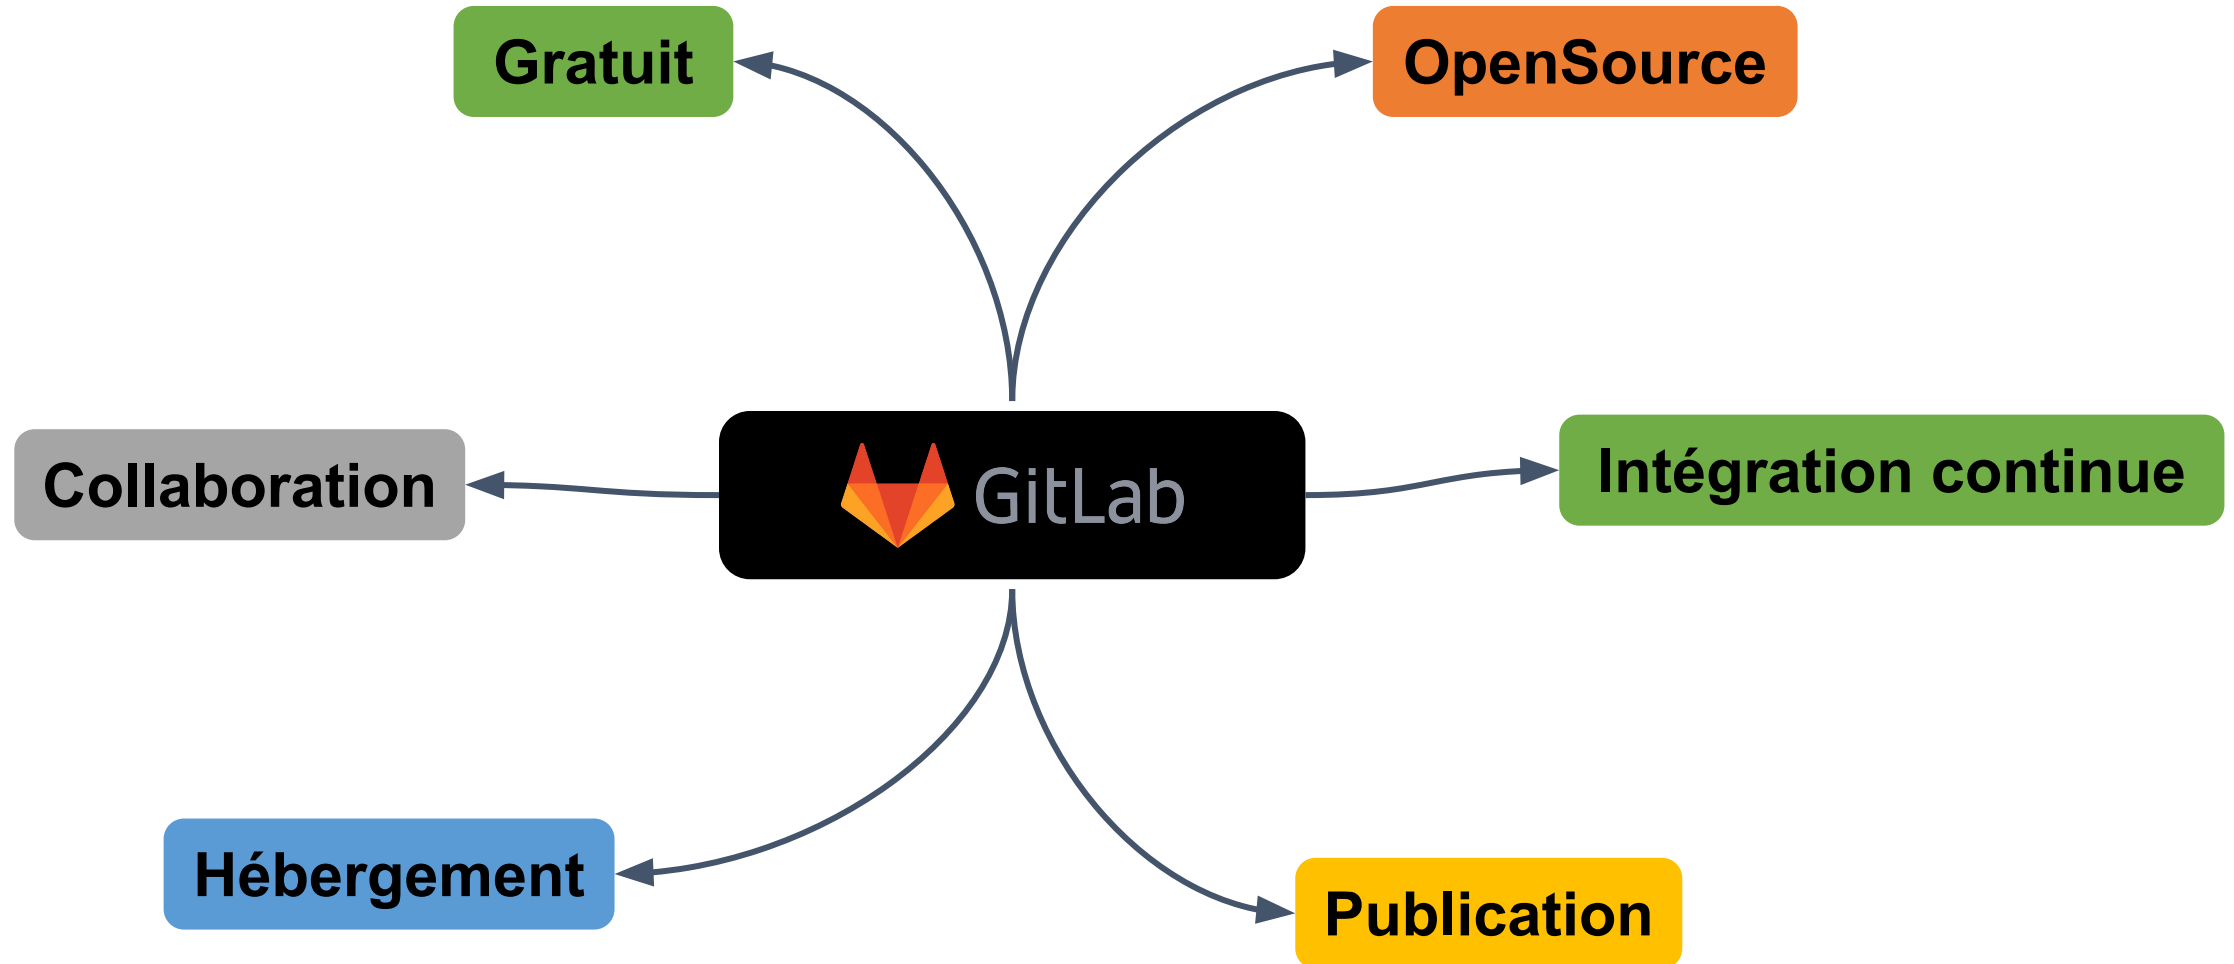 Gratuit
OpenSource
Collaboration
GitLab
Intégration continue
Hébergement
Publication